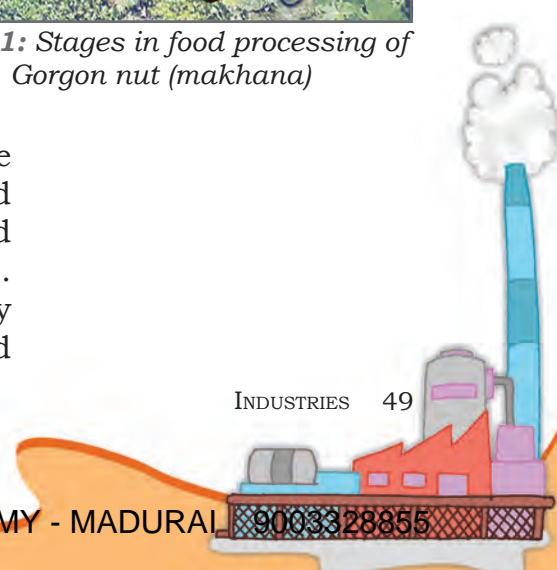 1: Stages in food processing of
Gorgon nut (makhana)
e
d
d
.
y
d
INDUSTRIES 49
MY - MADURAI 9003328855